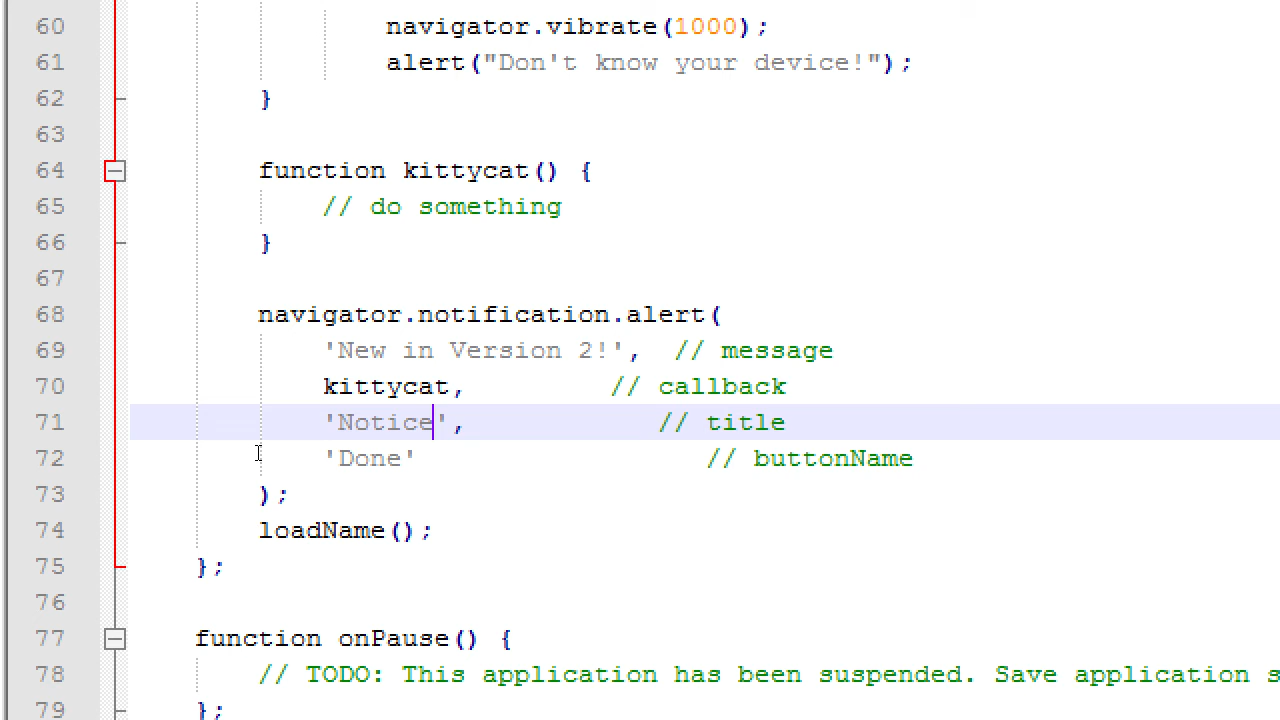 60 navigator.vibrate(1000);
61 alert("Don't know your device!");
62 }
63
64 function kittycat() {
65 // do something
66 }
67
68 navigator.notification.alert(
69 'New in Version 2!', // message
70 kittycat, // callback
71 'Notice', // title
72 'Done' // buttonName
73 );
74 loadName();
75 };
76
77 function onPause() {
78 // TODO: This application has been suspended. Save application s
79 };